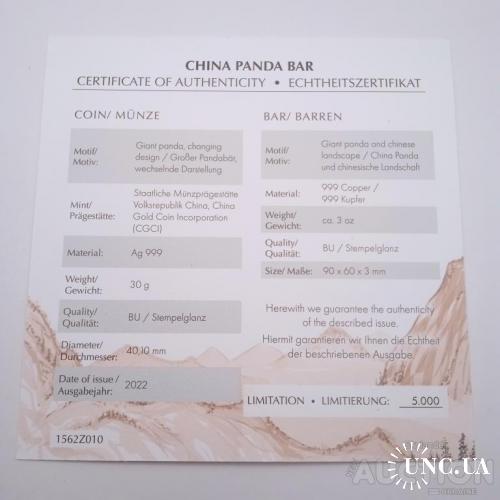 CHINA PANDA BAR
CERTIFICATE OF AUTHENTICITY • ECHTHEITSZERTIFIKAT
COIN/ MÜNZE
Motif/
Motiv:
Giant panda, changing
design / Großer Pandabär,
wechselnde Darstellung
Mint/
Prägestätte:
Staatliche Münzprägestätte
Volksrepublik China, China
Gold Coin Incorporation
(CGCI)
Material:
Ag 999
Weight/
Gewicht:
30 g
Quality/
Qualität:
BU / Stempelglanz
Diameter/
Durchmesser:
40,10 mm
Date of issue/
Ausgabejahr:
2022
1562Z010
BAR/ BARREN
Motif/
Motiv:
Giant panda and chinese
landscape / China Panda
und chinesische Landschaft
Material:
999 Copper /
999 Kupfer
Weight/
Gewicht:
ca. 3 oz
Quality/
Qualität:
BU / Stempelglanz
Size/ Maße:
90 x 60 x 3 mm
Herewith we guarantee the authenticity
of the described issue.
Hiermit garantieren wir Ihnen die Echtheit
der beschriebenen Ausgabe.
LIMITATION • LIMITIERUNG: 5.000
UNC.UA